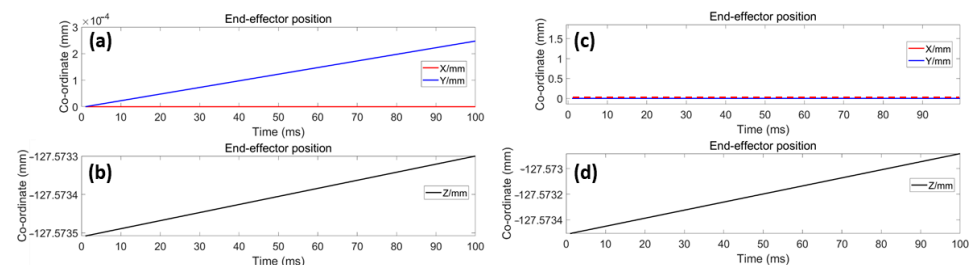 ×10⁻⁴
End-effector position
(a)
Co-ordinate (mm)
3
2
1
0
X/mm
Y/mm
10 20 30 40 50 60 70 80 90 100
Time (ms)
End-effector position
(b)
Co-ordinate (mm)
-127.5733
-127.5734
-127.5735
Z/mm
0 10 20 30 40 50 60 70 80 90 100
Time (ms)
End-effector position
(c)
Co-ordinate (mm)
1.5
1
0.5
0
X/mm
Y/mm
0 10 20 30 40 50 60 70 80 90
Time (ms)
End-effector position
(d)
Co-ordinate (mm)
-127.573
-127.5732
-127.5734
Z/mm
0 10 20 30 40 50 60 70 80 90 100
Time (ms)